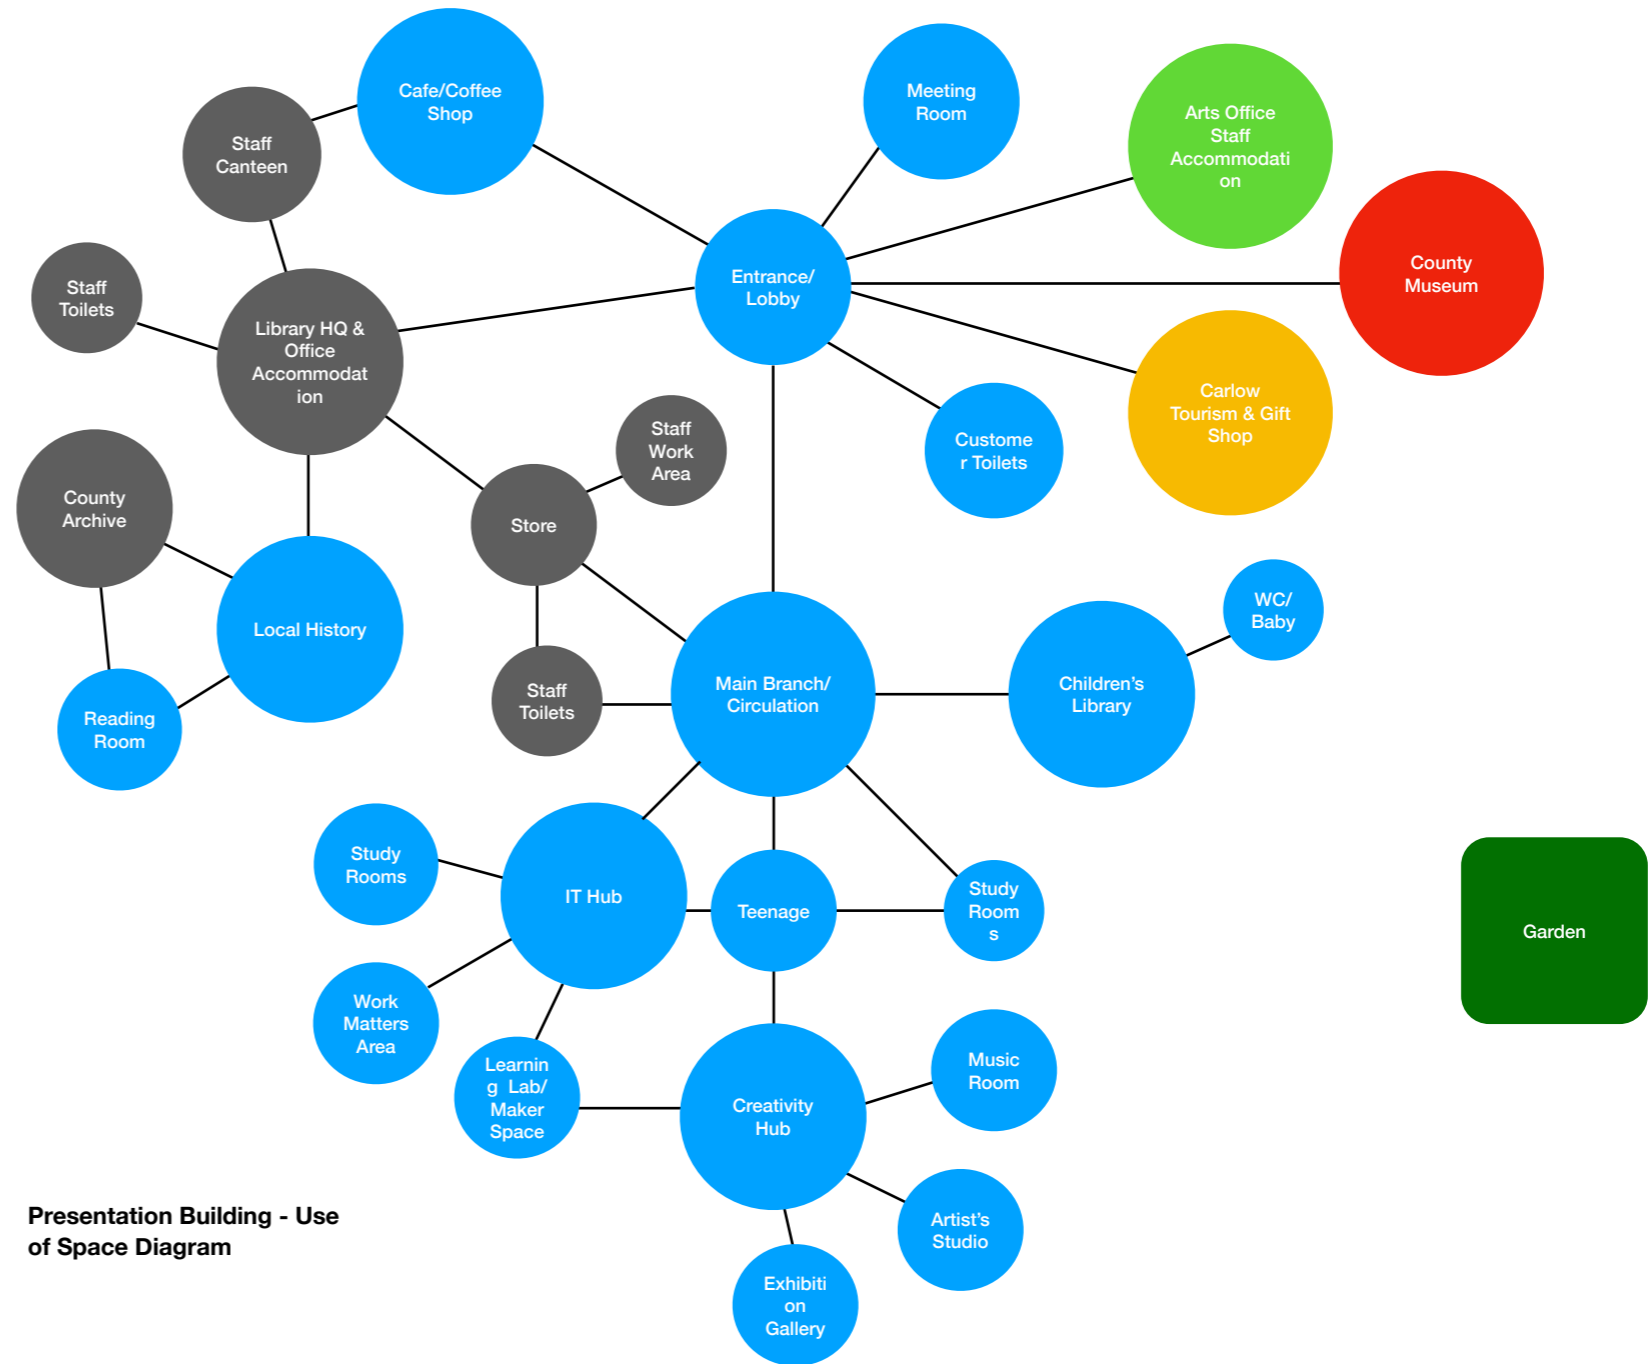 Cafe/Coffee
Shop
Meeting
Room
Arts Office
Staff
Accommodati
on
Staff
Canteen
County
Museum
Entrance/
Lobby
Staff
Toilets
Library HQ &
Office
Accommodat
ion
Carlow
Tourism & Gift
Shop
Staff
Work
Area
Custome
r Toilets
County
Archive
Store
Local History
WC/
Baby
Main Branch/
Circulation
Children's
Library
Staff
Toilets
Reading
Room
Study
Rooms
IT Hub
Teenage
Study
Room
s
Garden
Work
Matters
Area
Learnin
g Lab/
Maker
Space
Creativity
Hub
Music
Room
Artist's
Studio
Exhibiti
on
Gallery
Presentation Building - Use
of Space Diagram